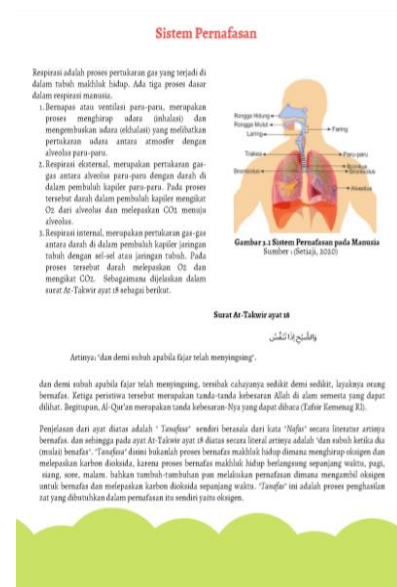 Sistem Pernafasan
Respirasi adalah proses pertukaran gas yang terjadi di
dalam tubuh makhluk hidup. Ada tiga proses dasar
dalam respirasi manusia.
1. Bernapas atau ventilasi paru-paru, merupakan
proses menghirup udara (inhalasi) dan
mengembuskan udara (ekhalasi) yang melibatkan
pertukaran udara antara atmosfer dengan
alveolus paru-paru.
2. Respirasi eksternal, merupakan pertukaran gas-
gas antara alveolus paru-paru dengan darah di
dalam pembuluh kapiler paru-paru. Pada proses
tersebut darah dalam pembuluh kapiler mengikat
O2 dari alveolus dan melepaskan CO2 menuju
alveolus.
3. Respirasi internal, merupakan pertukaran gas-gas
antara darah di dalam pembuluh kapiler jaringan
tubuh dengan sel-sel atau jaringan tubuh. Pada
proses tersebut darah melepaskan O2 dan
mengikat CO2. Sebagaimana dijelaskan dalam
surat At-Takwir ayat 18 sebagai berikut.
Rongga Hidung
Rongga Mulut
Laring
Faring
Trakea
Paru-paru
Bronkus
Bronkiolus
Alveolus
Gambar 3.1 Sistem Pernafasan pada Manusia
Sumber : (Setiaji, 2020)
Surat At-Takwir ayat 18
وَالصُّبْحِ إِذَا تَنَفَّسَ
Artinya: "dan demi subuh apabila fajar telah menyingsing".
dan demi subuh apabila fajar telah menyingsing, tersibak cahayanya sedikit demi sedikit, layaknya orang
bernafas. Ketiga peristiwa tersebut merupakan tanda-tanda kebesaran Allah di alam semesta yang dapat
dilihat. Begitupun, Al-Qur'an merupakan tanda kebesaran-Nya yang dapat dibaca (Tafsir Kemenag RI).
Penjelasan dari ayat diatas adalah " Tanafasa" sendiri berasala dari kata "Nafas" secara literatur artinya
bernafas. dan sehingga pada ayat At-Takwir ayat 18 diatas secara literal artinya adalah "dan subuh ketika dia
(mulai) bernafas". "Tanafasa" disini bukanlah proses bernafas makhluk hidup dimana menghirup oksigen dan
melepaskan karbon dioksida, karena proses bernafas makhluk hidup berlangsung sepanjang waktu, pagi,
siang, sore, malam. bahkan tumbuh-tumbuhan pun melakukan pernafasan dimana mengambil oksigen
untuk bernafas dan melepaskan karbon dioksida sepanjang waktu. "Tanafas" ini adalah proses penghasilan
zat yang dibutuhkan dalam pernafasan itu sendiri yaitu oksigen.